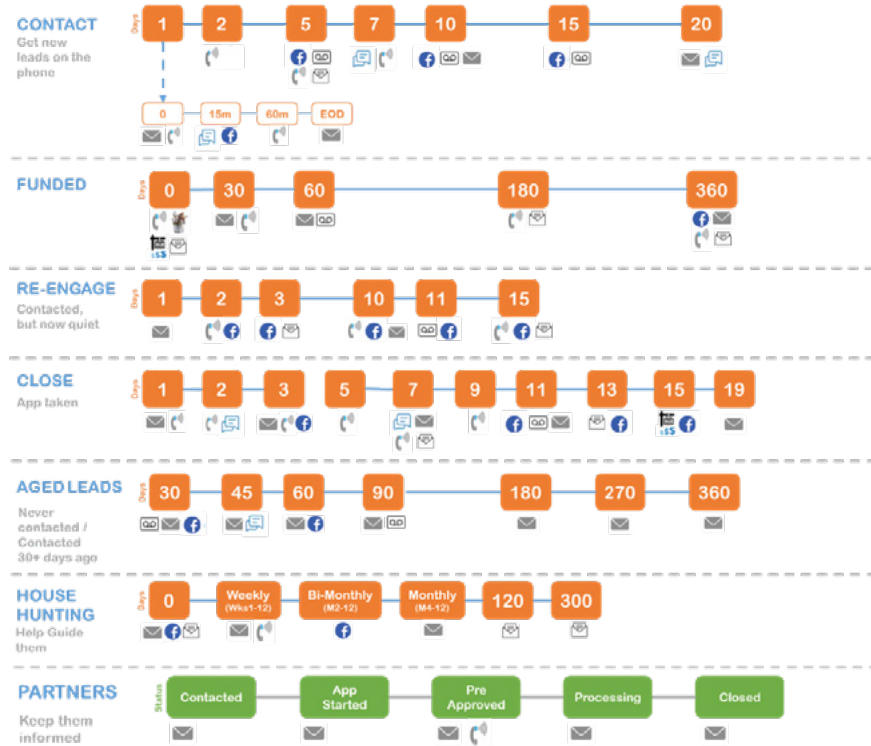 CONTACT
Get new
leads on the
phone
Days
1 2 5 7 10 15 20
0 15m 60m EOD
FUNDED
Days
0 30 60 180 360
RE-ENGAGE
Contacted,
but now quiet
Days
1 2 3 10 11 15
CLOSE
App taken
Days
1 2 3 5 7 9 11 13 15 19
AGED LEADS
Never
contacted /
Contacted
30+ days ago
Days
30 45 60 90 180 270 360
HOUSE
HUNTING
Help Guide
them
Days
0 Weekly Bi-Monthly Monthly 120 300
(Wks1-12) (M2-12) (M4-12)
PARTNERS
Keep them
informed
Status
Contacted App Pre Processing Closed
Started Approved